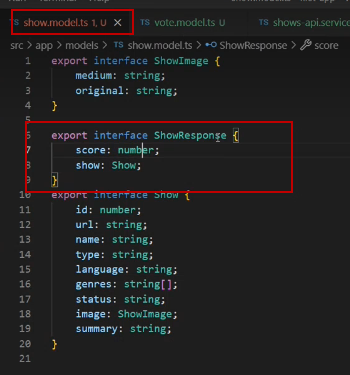 TS show.model.ts 1, U ×
TS vote.model.ts U
TS shows-api.service
src > app > models > TS show.model.ts > ShowResponse > score
1 export interface ShowImage {
2 medium: string;
3 original: string;
4 }
5
6 export interface ShowResponse {
7 score: number;
8 show: Show;
9 }
10 export interface Show {
11 id: number;
12 url: string;
13 name: string;
14 type: string;
15 language: string;
16 genres: string[];
17 status: string;
18 image: ShowImage;
19 summary: string;
20 }
21